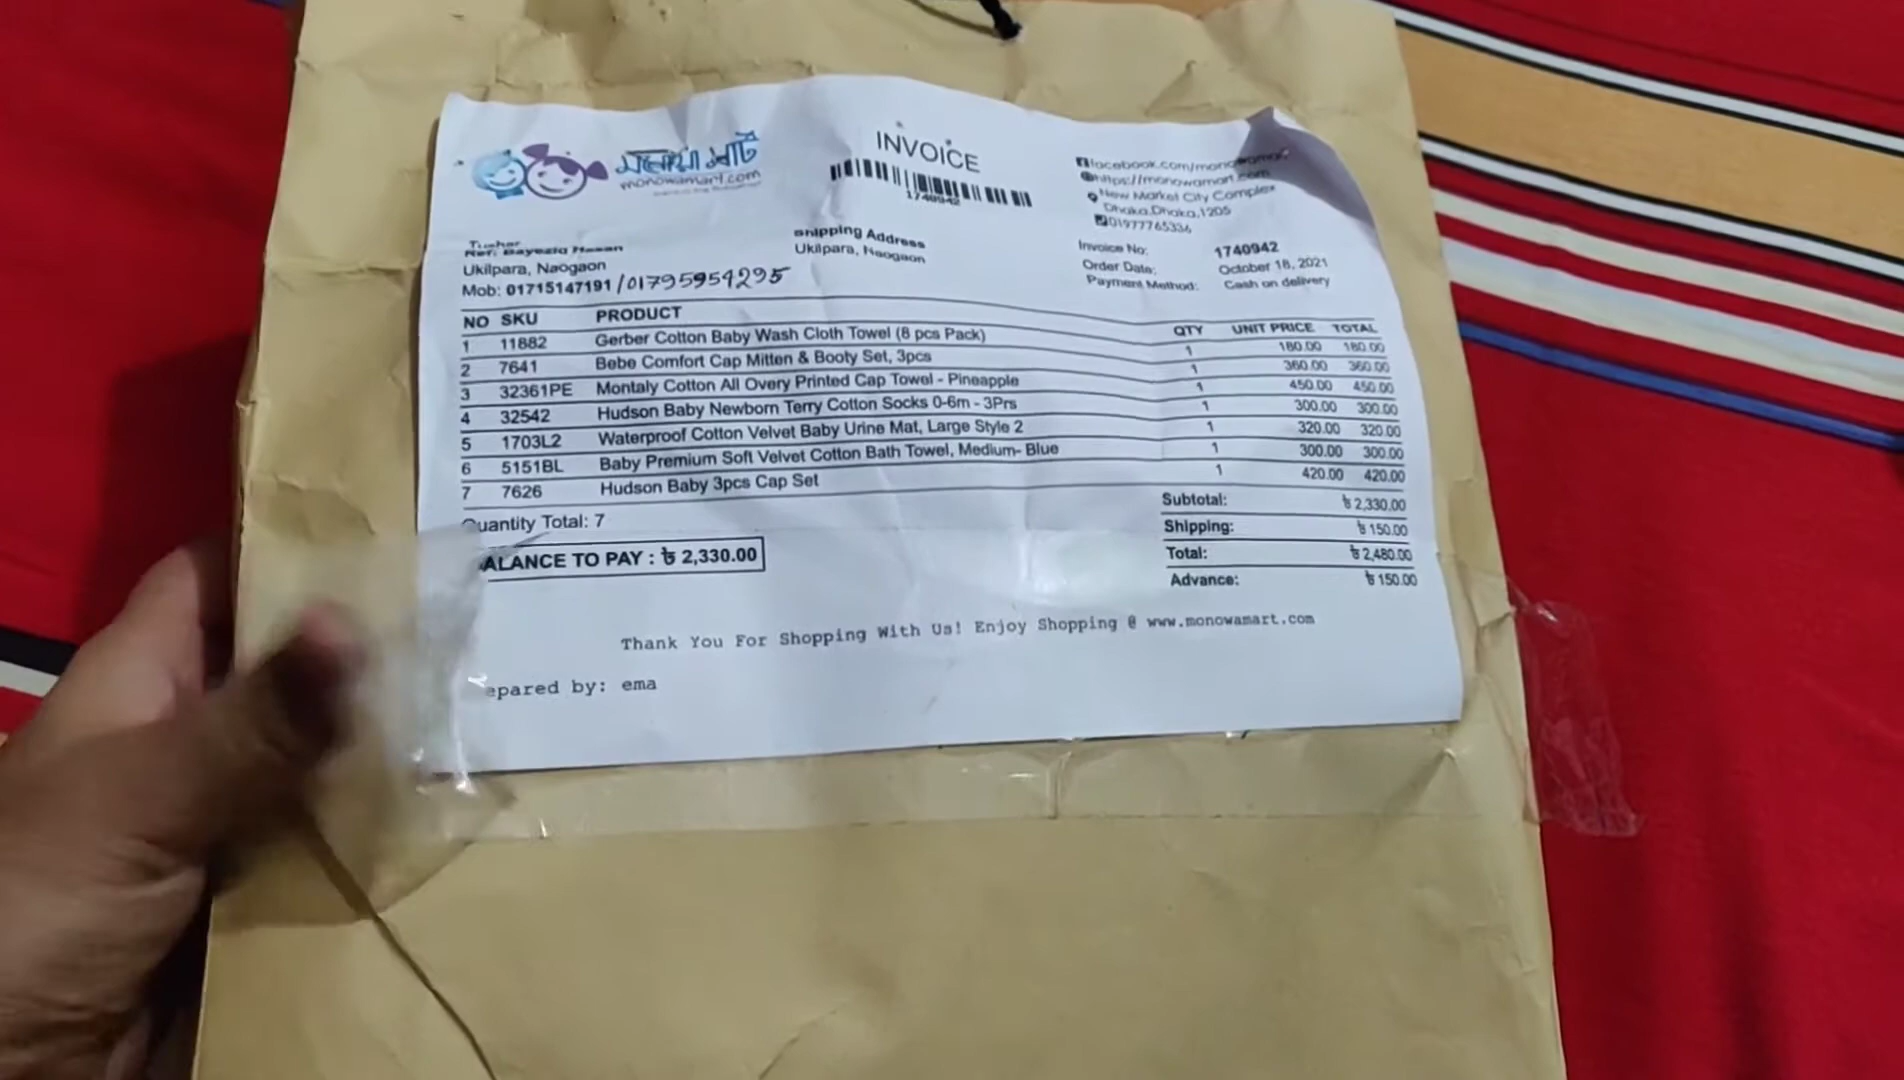 মনোয়া মার্ট
monowamart.com
INVOICE
1740942
facebook.com/monowamart
https://monowamart.com
New Market City Complex
Dhaka,Dhaka,1205
01977765336
Tusher
Ref: Bayezid Hasan
Ukilpara, Naogaon
Mob: 01715147191 /01795954295
Shipping Address
Ukilpara, Naogaon
Invoice No: 1740942
Order Date: October 18, 2021
Payment Method: Cash on delivery
NO SKU PRODUCT QTY UNIT PRICE TOTAL
1 11882 Gerber Cotton Baby Wash Cloth Towel (8 pcs Pack) 1 180.00 180.00
2 7641 Bebe Comfort Cap Mitten & Booty Set, 3pcs 1 360.00 360.00
3 32361PE Montaly Cotton All Overy Printed Cap Towel - Pineapple 1 450.00 450.00
4 32542 Hudson Baby Newborn Terry Cotton Socks 0-6m - 3Prs 1 300.00 300.00
5 1703L2 Waterproof Cotton Velvet Baby Urine Mat, Large Style 2 1 320.00 320.00
6 5151BL Baby Premium Soft Velvet Cotton Bath Towel, Medium- Blue 1 300.00 300.00
7 7626 Hudson Baby 3pcs Cap Set 1 420.00 420.00
Quantity Total: 7
ALANCE TO PAY : ৳ 2,330.00
Subtotal: ৳ 2,330.00
Shipping: ৳ 150.00
Total: ৳ 2,480.00
Advance: ৳ 150.00
Thank You For Shopping With Us! Enjoy Shopping @ www.monowamart.com
epared by: ema